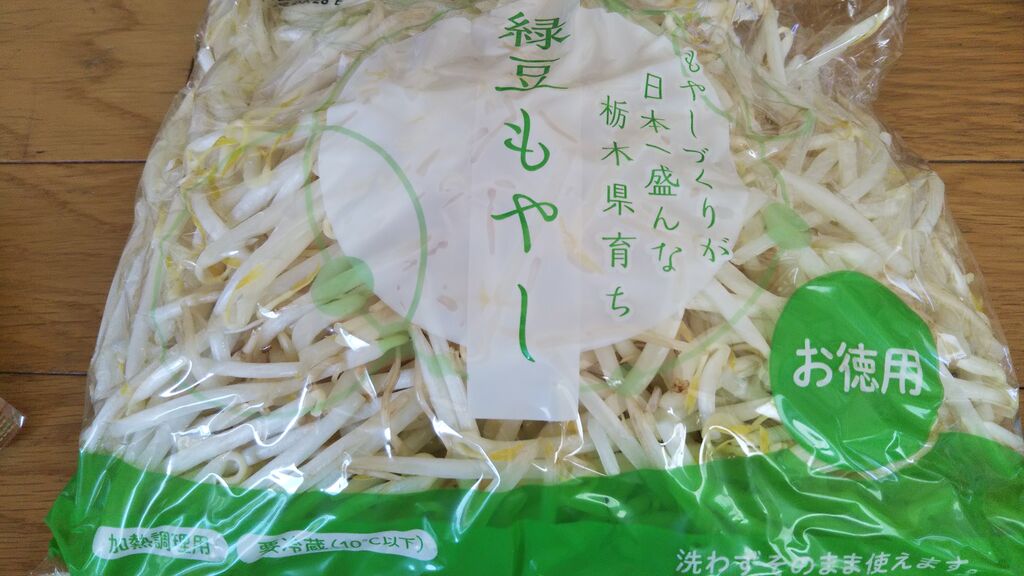 緑豆もやし
もやしづくりが
日本一盛んな
栃木県育ち
お徳用
加熱調理用
要冷蔵(10℃以下)
洗わずそのまま使えます。